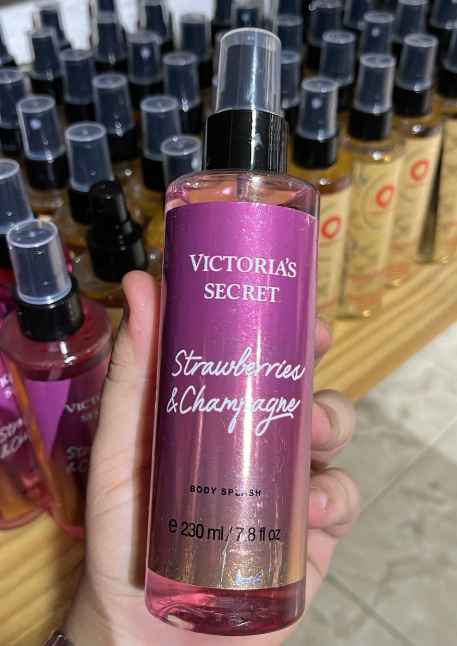 VICTORIA'S
SECRET
Strawberries
& Champagne
BODY SPLASH
e 230 ml / 7.8 fl oz